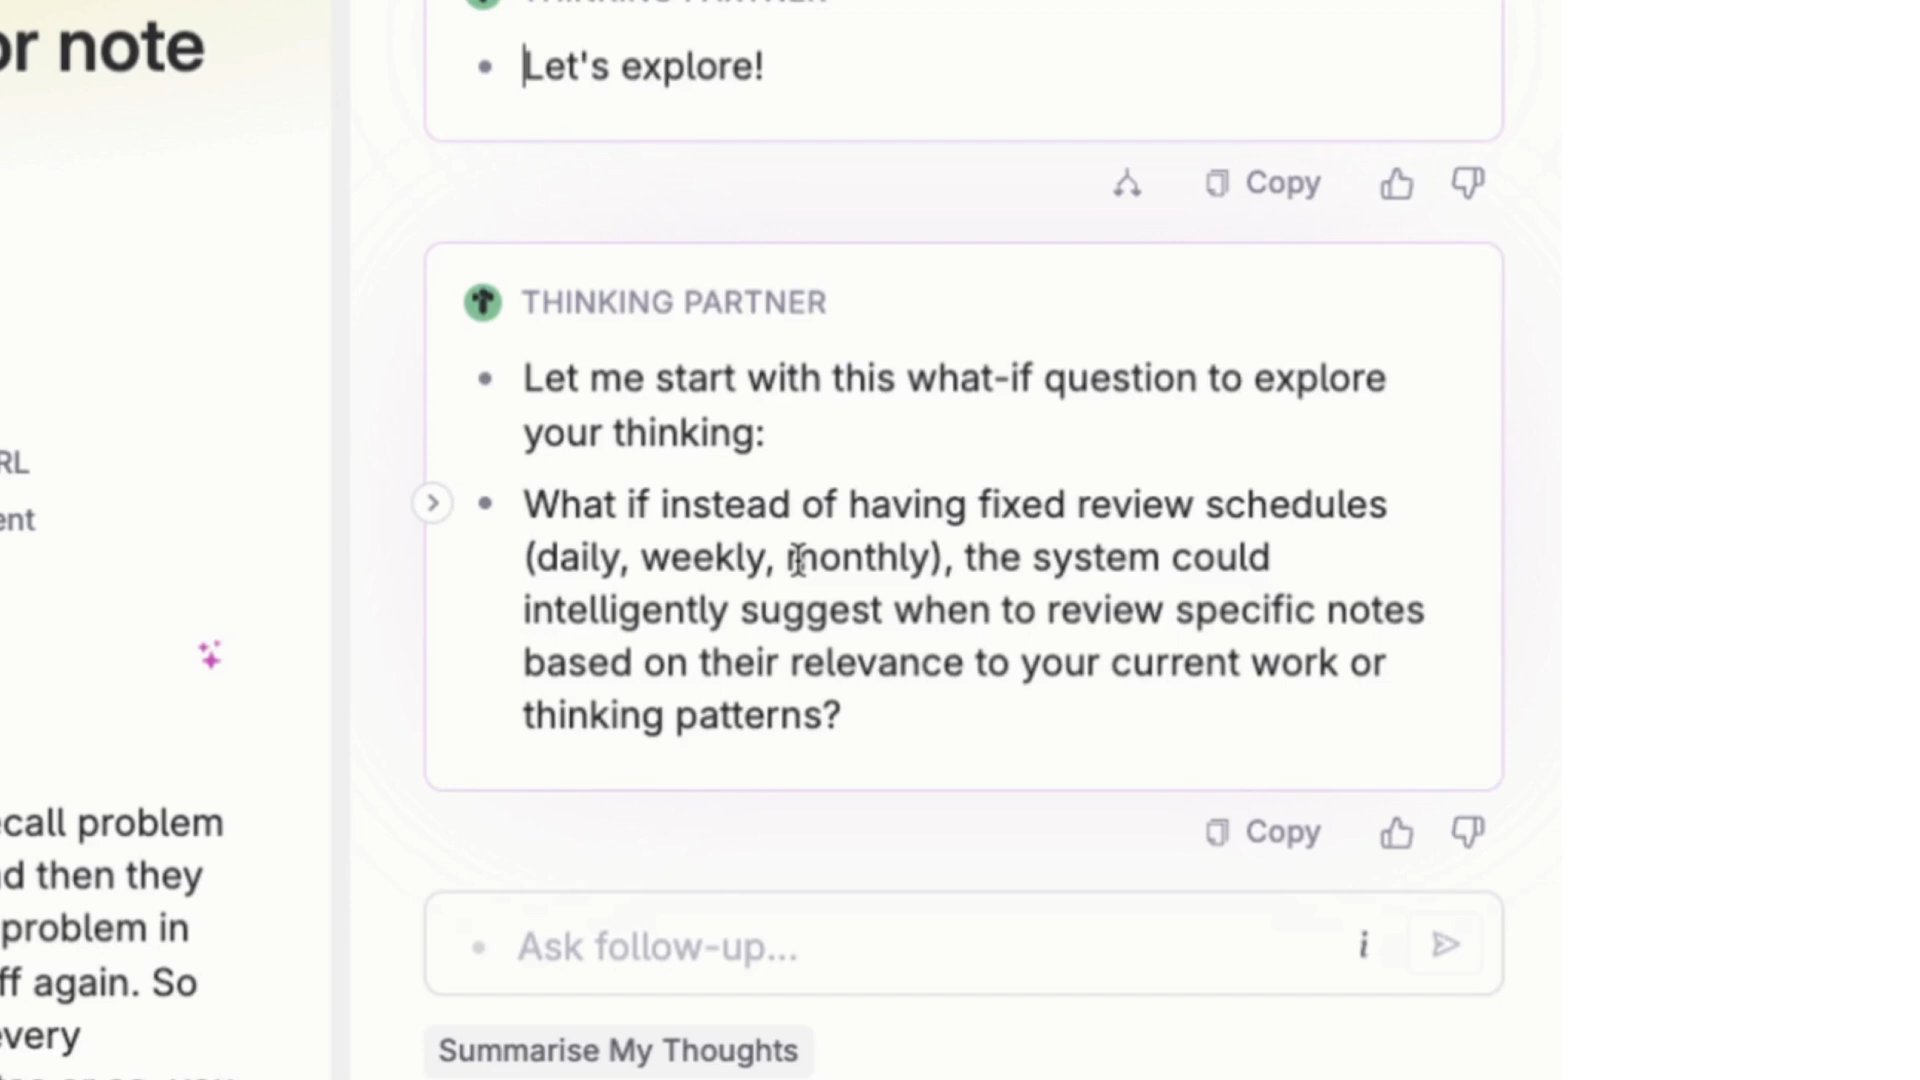 or note
RL
ent
ecall problem
d then they
problem in
ff again. So
every
THINKING PARTNER
Let's explore!
Copy
THINKING PARTNER
Let me start with this what-if question to explore
your thinking:
What if instead of having fixed review schedules
(daily, weekly, monthly), the system could
intelligently suggest when to review specific notes
based on their relevance to your current work or
thinking patterns?
Copy
Ask follow-up...
i
Summarise My Thoughts